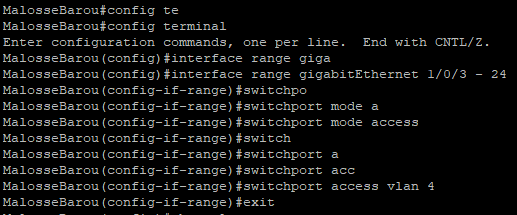 MalosseBarou#config te
MalosseBarou#config terminal
Enter configuration commands, one per line.  End with CNTL/Z.
MalosseBarou(config)#interface range giga
MalosseBarou(config)#interface range gigabitEthernet 1/0/3 - 24
MalosseBarou(config-if-range)#switchpo
MalosseBarou(config-if-range)#switchport mode a
MalosseBarou(config-if-range)#switchport mode access
MalosseBarou(config-if-range)#switch
MalosseBarou(config-if-range)#switchport a
MalosseBarou(config-if-range)#switchport acc
MalosseBarou(config-if-range)#switchport access vlan 4
MalosseBarou(config-if-range)#exit